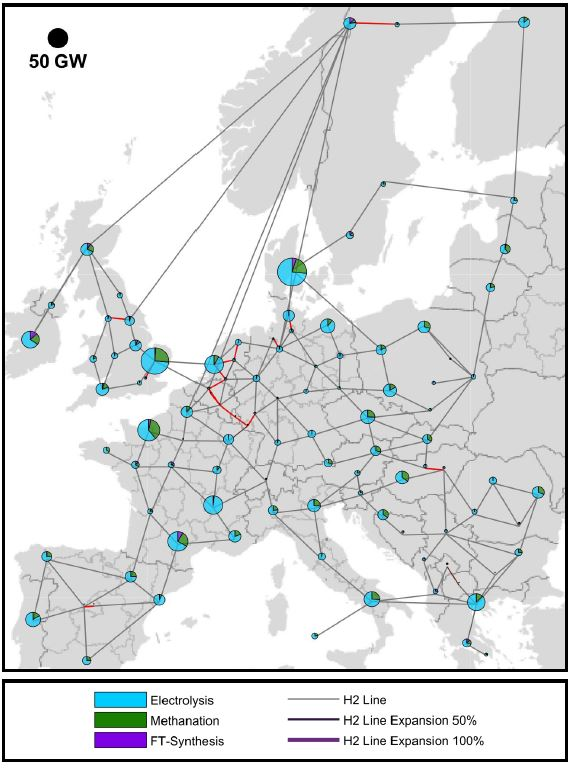 50 GW
Electrolysis
Methanation
FT-Synthesis
H2 Line
H2 Line Expansion 50%
H2 Line Expansion 100%